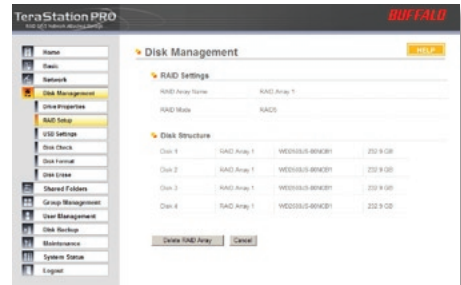 TeraStation PRO
BUFFALO
Home
Basic
Network
Disk Management
Drive Properties
RAID Setup
USB Settings
Disk Check
Disk Format
Disk Erase
Shared Folders
Group Management
User Management
Disk Backup
Maintenance
System Status
Logout
Disk Management
HELP
RAID Settings
RAID Array Name RAID Array 1
RAID Mode RAID5
Disk Structure
Disk 1 RAID Array 1 232.9 GB
Disk 2 RAID Array 1 232.9 GB
Disk 3 RAID Array 1 232.9 GB
Disk 4 RAID Array 1 232.9 GB
Delete RAID Array Cancel